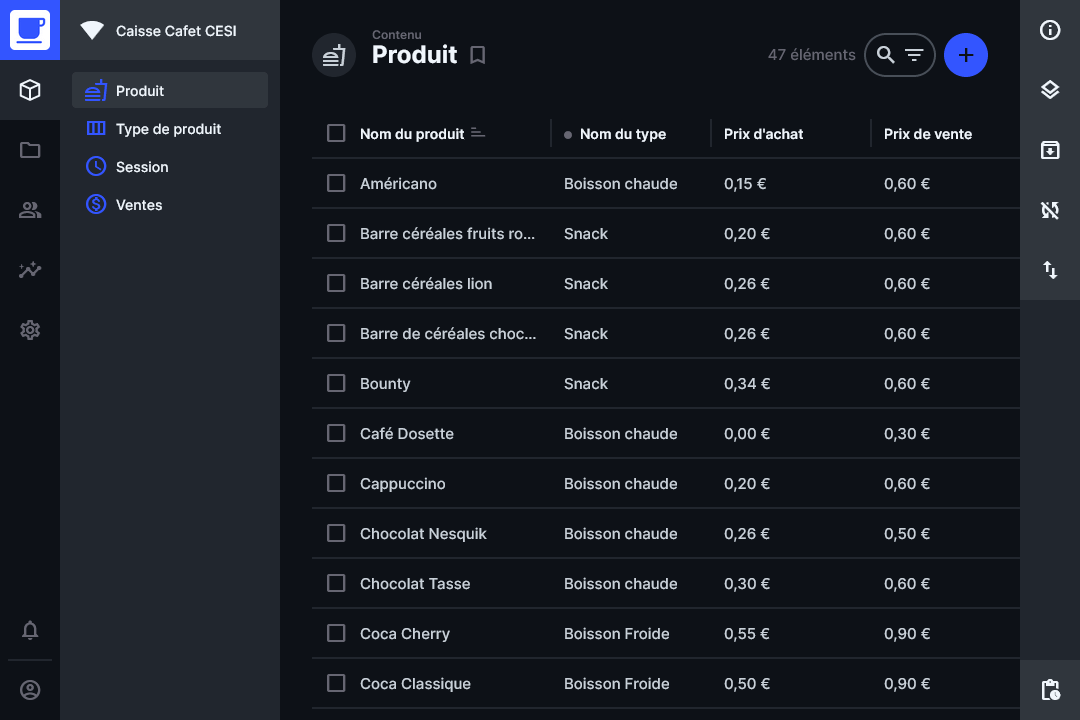 Caisse Cafet CESI
Produit
Type de produit
Session
Ventes
Contenu
Produit
47 éléments
Nom du produit Nom du type Prix d'achat Prix de vente
Américano Boisson chaude 0,15 € 0,60 €
Barre céréales fruits ro... Snack 0,20 € 0,60 €
Barre céréales lion Snack 0,26 € 0,60 €
Barre de céréales choc... Snack 0,26 € 0,60 €
Bounty Snack 0,34 € 0,60 €
Café Dosette Boisson chaude 0,00 € 0,30 €
Cappuccino Boisson chaude 0,20 € 0,60 €
Chocolat Nesquik Boisson chaude 0,26 € 0,50 €
Chocolat Tasse Boisson chaude 0,30 € 0,60 €
Coca Cherry Boisson Froide 0,55 € 0,90 €
Coca Classique Boisson Froide 0,50 € 0,90 €